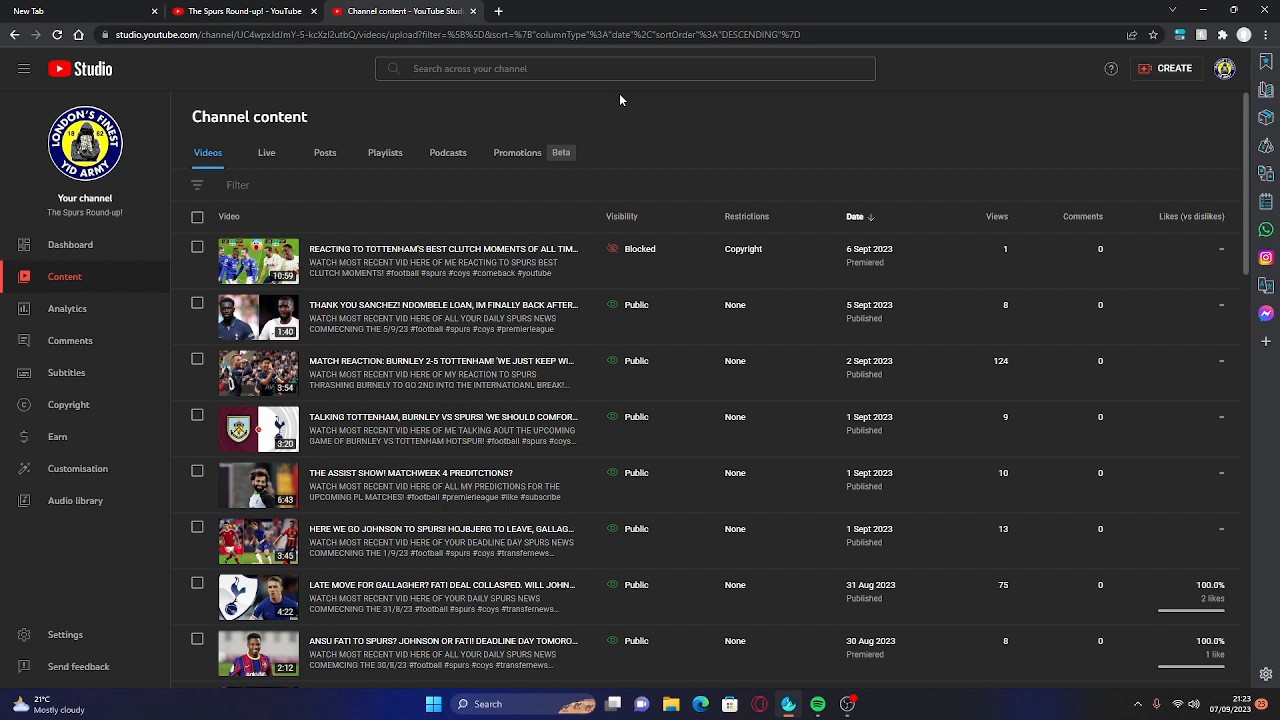 New Tab
The Spurs Round-up! - YouTube
Channel content - YouTube Stud
studio.youtube.com/channel/UC4wpxJdJmY-5-kcXzI2utbQ/videos/upload?filter=%5B%5D&sort=%7B"columnType"%3A"date"%2C"sortOrder"%3A"DESCENDING"%7D
Studio
Search across your channel
CREATE
LONDON'S FINEST
18 82
YID ARMY
Your channel
The Spurs Round-up!
Dashboard
Content
Analytics
Comments
Subtitles
Copyright
Earn
Customisation
Audio library
Settings
Send feedback
Channel content
Videos Live Posts Playlists Podcasts Promotions Beta
Filter
Video Visibility Restrictions Date Views Comments Likes (vs dislikes)
REACTING TO TOTTENHAM'S BEST CLUTCH MOMENTS OF ALL TIM... Blocked Copyright 6 Sept 2023 1 0 –
WATCH MOST RECENT VID HERE OF ME REACTING TO SPURS BEST Premiered
CLUTCH MOMENTS! #football #spurs #coys #comedy #youtube
10:59
THANK YOU SANCHEZ! NDOMBELE LOAN, IM FINALLY BACK AFTER... Public None 5 Sept 2023 8 0 –
WATCH MOST RECENT VID HERE OF ALL YOUR DAILY SPURS NEWS Published
COMMECNING THE 5/9/23 #football #spurs #coys #premierleague
1:40
MATCH REACTION: BURNLEY 2-5 TOTTENHAM! 'WE JUST KEEP WI... Public None 2 Sept 2023 124 0 –
WATCH MOST RECENT VID HERE OF MY REACTION TO SPURS Published
THRASHING BURNELY TO GO 2ND INTO THE INTERNATIOANL BREAK!...
3:54
TALKING TOTTENHAM, BURNLEY VS SPURS! 'WE SHOULD COMFOR... Public None 1 Sept 2023 9 0 –
WATCH MOST RECENT VID HERE OF ME TALKING AOUT THE UPCOMING Published
GAME OF BURNLEY VS TOTTENHAM HOTSPUR! #football #spurs #coys...
3:20
THE ASSIST SHOW! MATCHWEEK 4 PREDITCTIONS? Public None 1 Sept 2023 10 0 –
WATCH MOST RECENT VID HERE OF ALL MY PREDICTIONS FOR THE Published
UPCOMING PL MATCHES! #football #premierleague #like #subscribe
6:43
HERE WE GO JOHNSON TO SPURS! HOJBJERG TO LEAVE, GALLAG... Public None 1 Sept 2023 13 0 –
WATCH MOST RECENT VID HERE OF YOUR DEADLINE DAY SPURS NEWS Published
COMMECNING THE 1/9/23 #football #spurs #coys #transfernews...
3:45
LATE MOVE FOR GALLAGHER? FATI DEAL COLLASPED. WILL JOHN... Public None 31 Aug 2023 75 0 100.0%
WATCH MOST RECENT VID HERE OF YOUR DAILY SPURS NEWS Published 2 likes
COMMENCING THE 31/8/23 #football #spurs #coys #transfernews...
4:22
ANSU FATI TO SPURS? JOHNSON OR FATI! DEADLINE DAY TOMORO... Public None 30 Aug 2023 8 0 100.0%
WATCH MOST RECENT VID HERE OF ALL YOUR DAILY SPURS NEWS Premiered 1 like
COMEMCING THE 30/8/23 #football #spurs #coys #transfernews...
2:12
21°C
Mostly cloudy
Search
21:23
07/09/2023